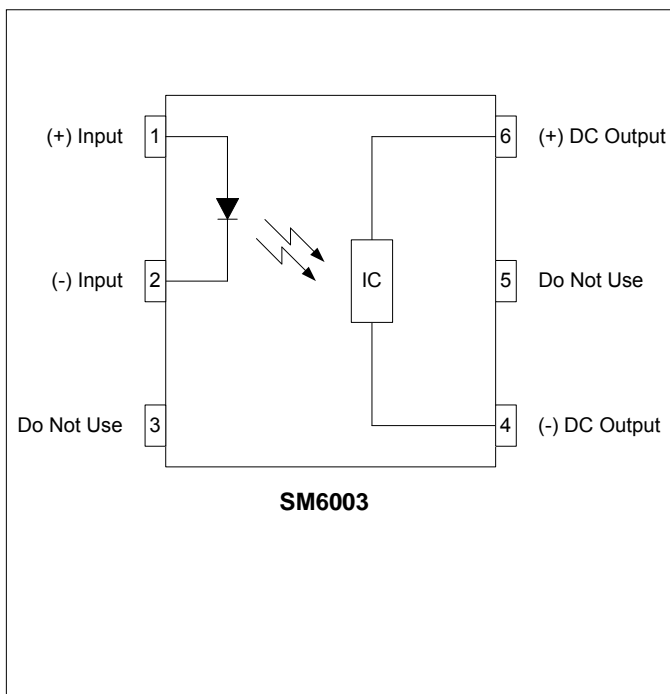 (+) Input 1 6 (+) DC Output
(-) Input 2 IC 5 Do Not Use
Do Not Use 3 4 (-) DC Output
SM6003